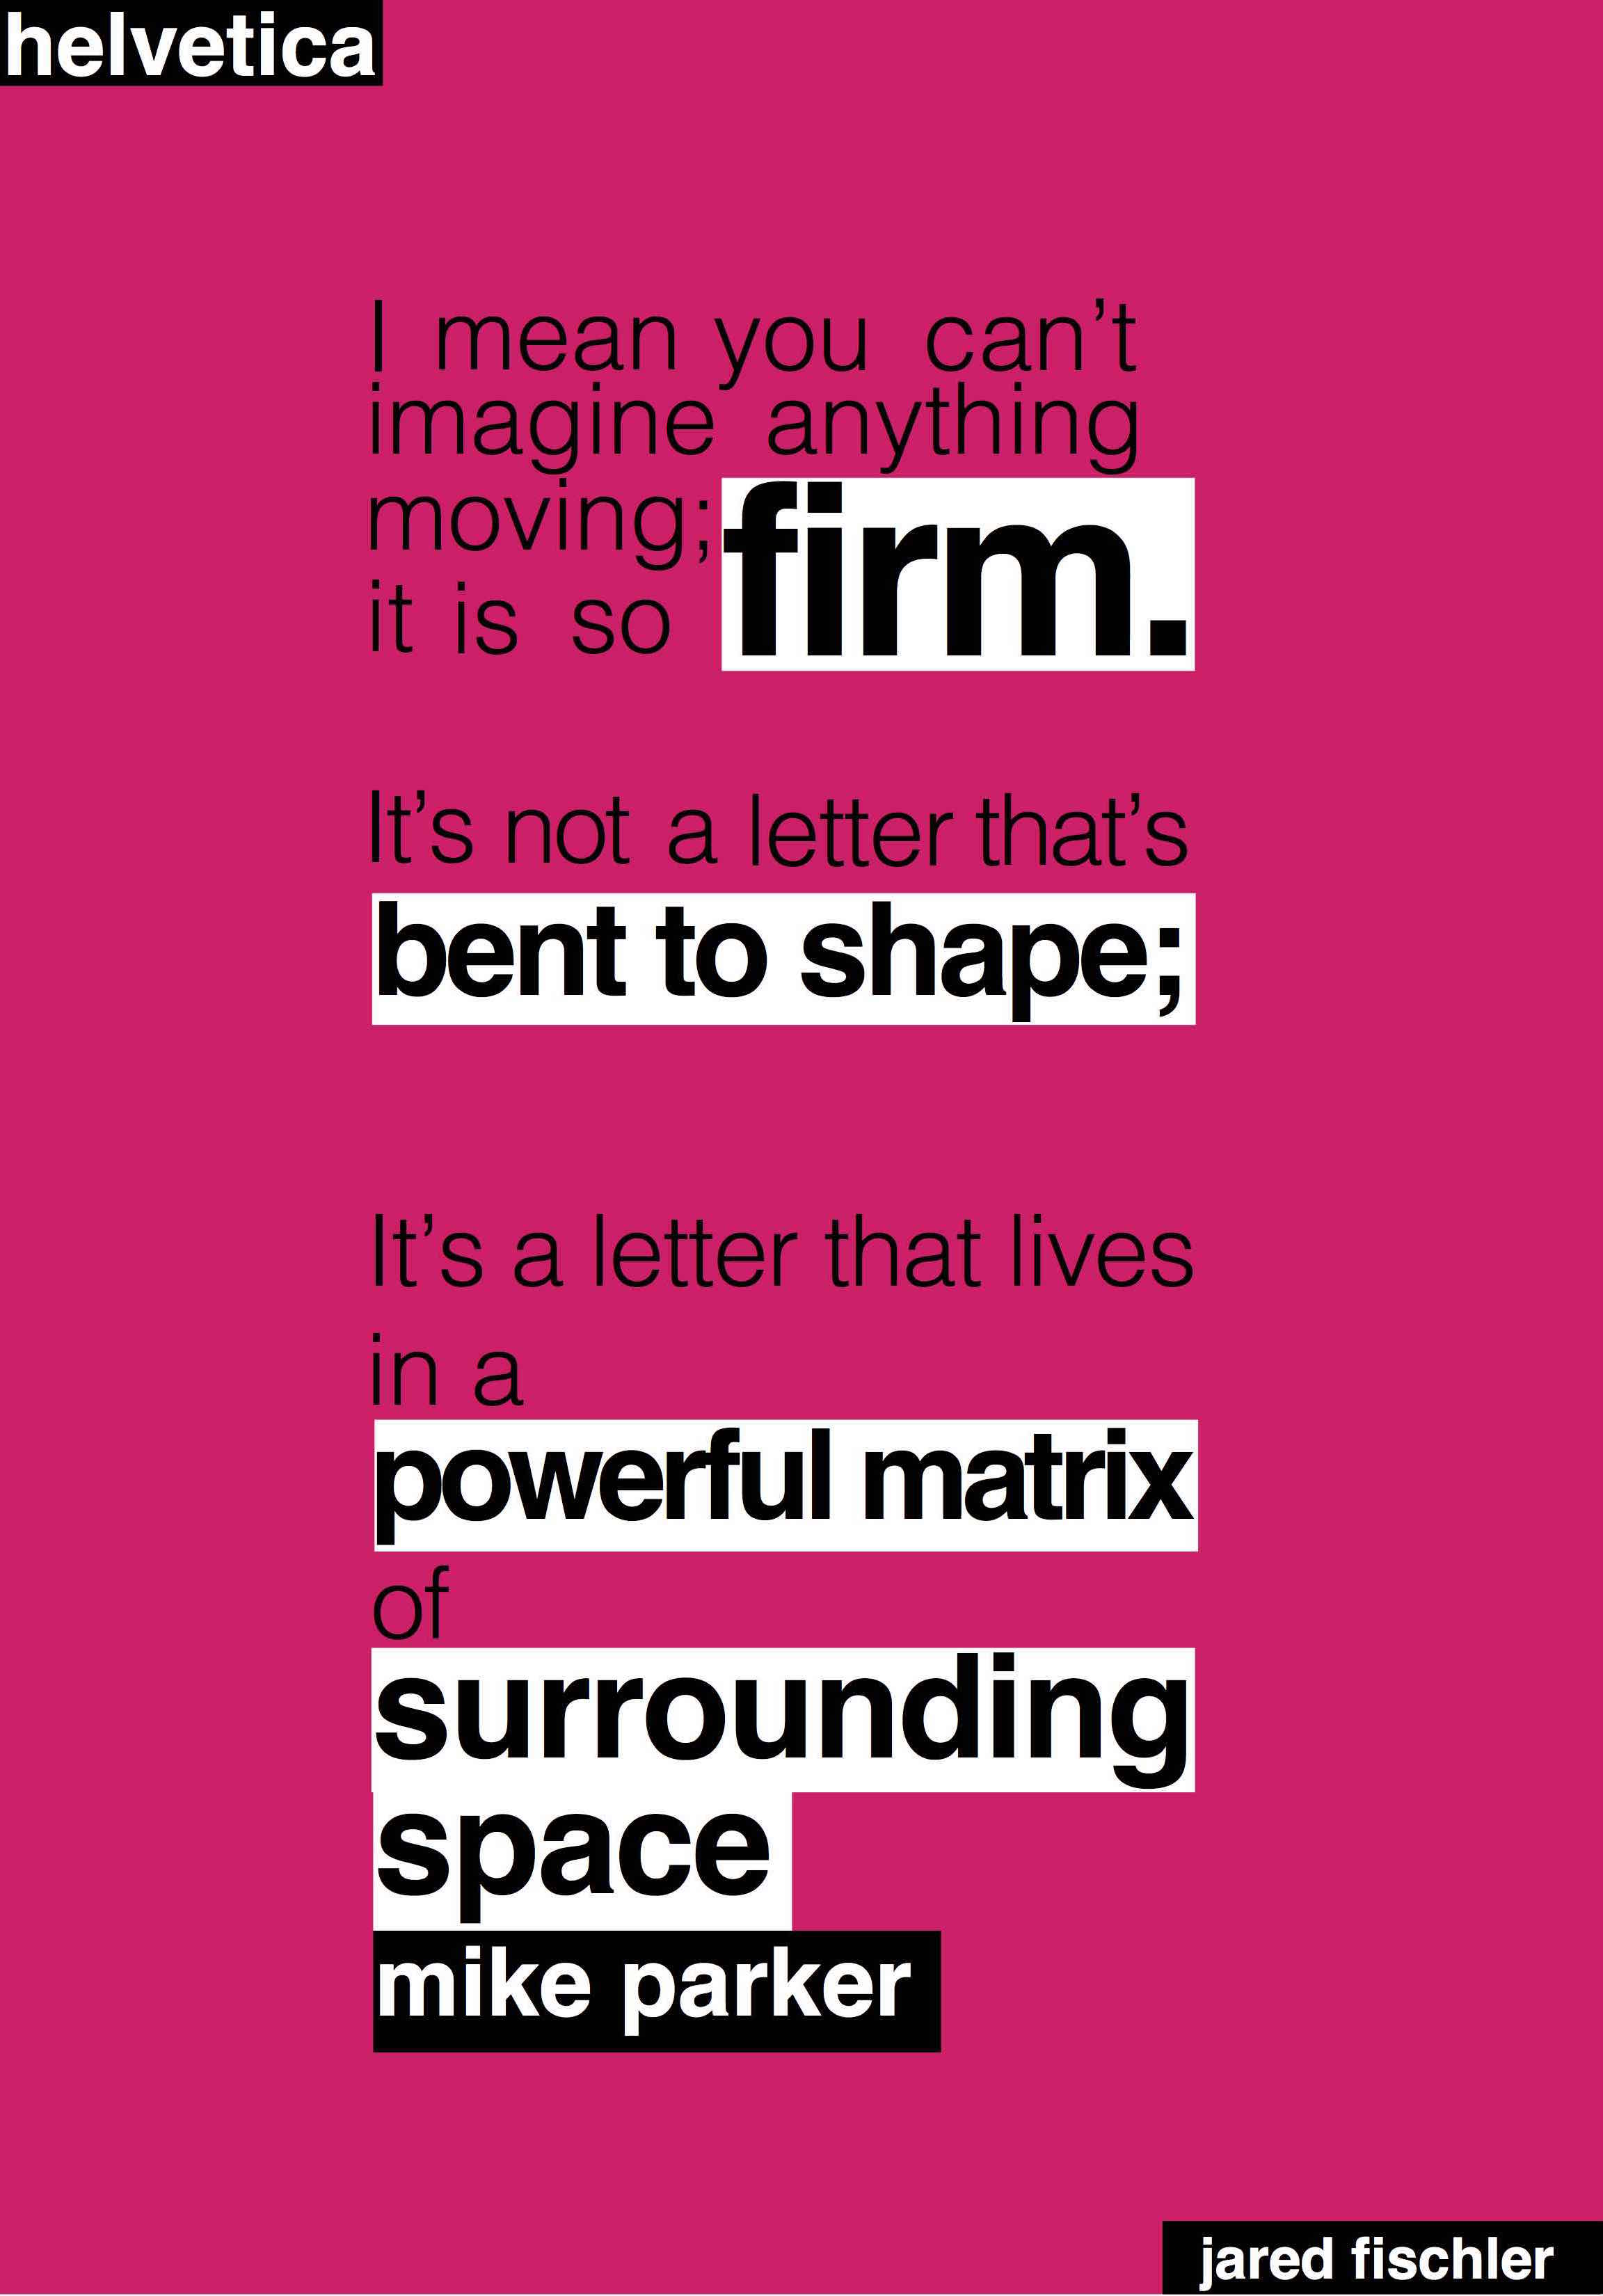 helvetica
I mean you can’t
imagine anything
moving;
it is so firm.
It’s not a letter that’s
bent to shape;
It’s a letter that lives
in a
powerful matrix
of
surrounding
space
mike parker
jared fischler